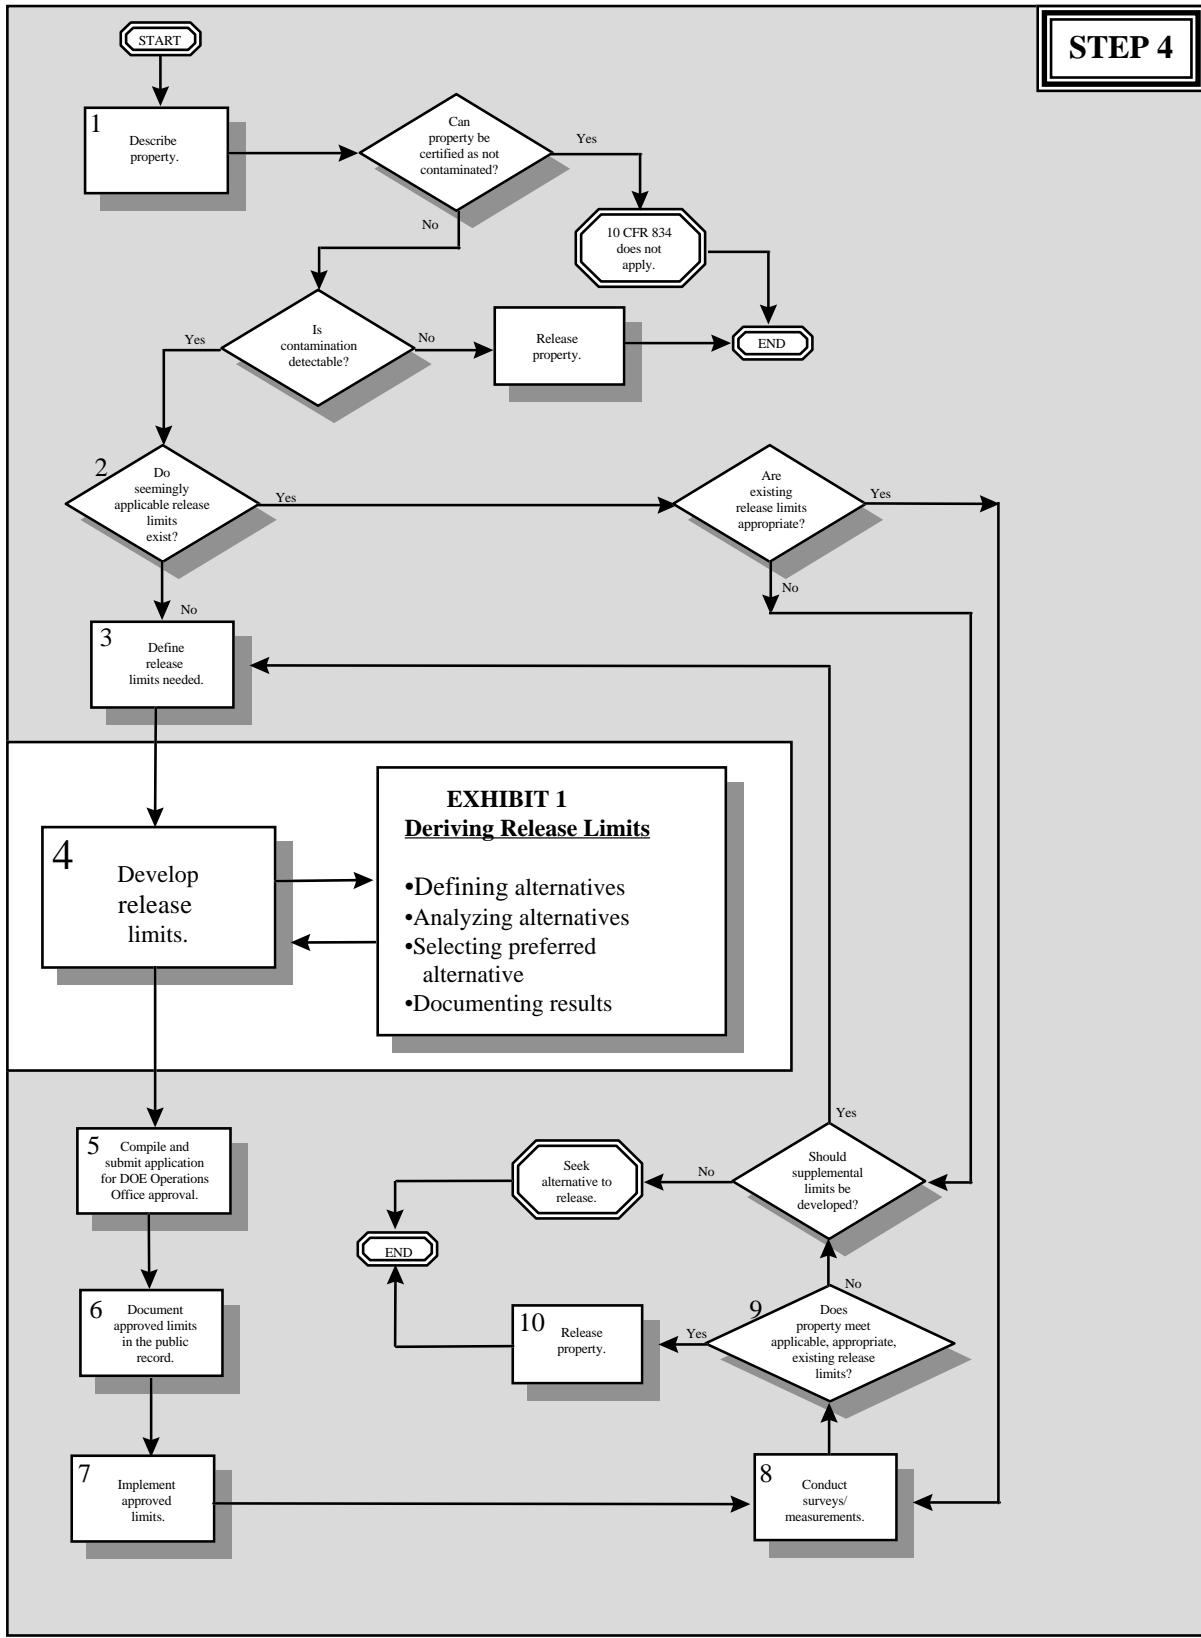 STEP 4
START
1
Describe
property.
Can
property be
certified as not
contaminated?
Yes
No
10 CFR 834
does not
apply.
Is
contamination
detectable?
Yes
No
Release
property.
END
2
Do
seemingly
applicable release
limits
exist?
Yes
No
Are
existing
release limits
appropriate?
Yes
No
3
Define
release
limits needed.
4
Develop
release
limits.
EXHIBIT 1
Deriving Release Limits
•Defining alternatives
•Analyzing alternatives
•Selecting preferred
alternative
•Documenting results
5
Compile and
submit application
for DOE Operations
Office approval.
Seek
alternative to
release.
No
Yes
Should
supplemental
limits be
developed?
END
6
Document
approved limits
in the public
record.
10
Release
property.
Yes
No
9
Does
property meet
applicable, appropriate,
existing release
limits?
7
Implement
approved
limits.
8
Conduct
surveys/
measurements.